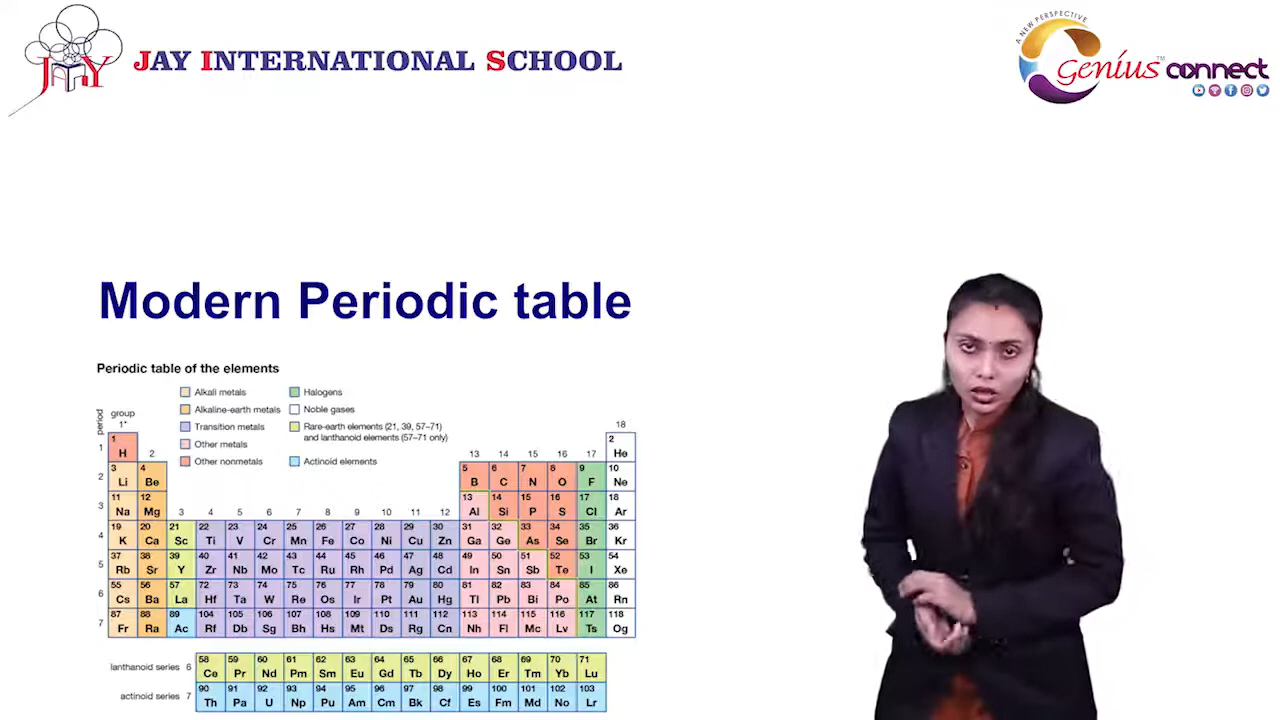 JAY
JAY INTERNATIONAL SCHOOL
A NEW PERSPECTIVE
Genius™ connect
Modern Periodic table
Periodic table of the elements
Alkali metals
Alkaline-earth metals
Transition metals
Other metals
Other nonmetals
Halogens
Noble gases
Rare-earth elements (21, 39, 57–71)
and lanthanoid elements (57–71 only)
Actinoid elements
period
group
1* 18
1 1 2
H He
2 13 14 15 16 17
2 3 4 5 6 7 8 9 10
Li Be B C N O F Ne
3 11 12 13 14 15 16 17 18
Na Mg Al Si P S Cl Ar
3 4 5 6 7 8 9 10 11 12
4 19 20 21 22 23 24 25 26 27 28 29 30 31 32 33 34 35 36
K Ca Sc Ti V Cr Mn Fe Co Ni Cu Zn Ga Ge As Se Br Kr
5 37 38 39 40 41 42 43 44 45 46 47 48 49 50 51 52 53 54
Rb Sr Y Zr Nb Mo Tc Ru Rh Pd Ag Cd In Sn Sb Te I Xe
6 55 56 57 72 73 74 75 76 77 78 79 80 81 82 83 84 85 86
Cs Ba La Hf Ta W Re Os Ir Pt Au Hg Tl Pb Bi Po At Rn
7 87 88 89 104 105 106 107 108 109 110 111 112 113 114 115 116 117 118
Fr Ra Ac Rf Db Sg Bh Hs Mt Ds Rg Cn Nh Fl Mc Lv Ts Og
lanthanoid series 6 58 59 60 61 62 63 64 65 66 67 68 69 70 71
Ce Pr Nd Pm Sm Eu Gd Tb Dy Ho Er Tm Yb Lu
actinoid series 7 90 91 92 93 94 95 96 97 98 99 100 101 102 103
Th Pa U Np Pu Am Cm Bk Cf Es Fm Md No Lr